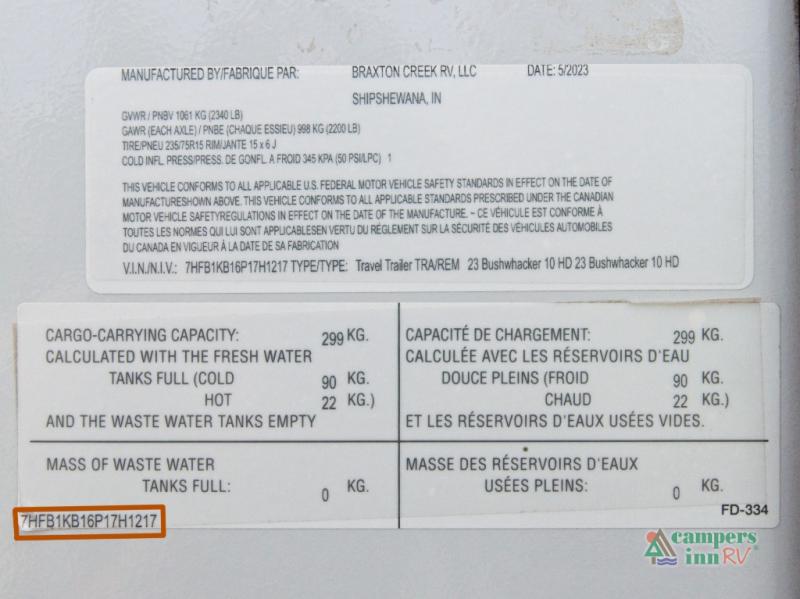 MANUFACTURED BY/FABRIQUE PAR: BRAXTON CREEK RV, LLC DATE: 5/2023
SHIPSHEWANA, IN
GVWR / PNBV 1061 KG (2340 LB)
GAWR (EACH AXLE) / PNBE (CHAQUE ESSIEU) 998 KG (2200 LB)
TIRE/PNEU 235/75R15 RIM/JANTE 15 x 6 J
COLD INFL. PRESS/PRESS. DE GONFL. A FROID 345 KPA (50 PSI/LPC) 1
THIS VEHICLE CONFORMS TO ALL APPLICABLE U.S. FEDERAL MOTOR VEHICLE SAFETY STANDARDS IN EFFECT ON THE DATE OF
MANUFACTURESHOWN ABOVE. THIS VEHICLE CONFORMS TO ALL APPLICABLE STANDARDS PRESCRIBED UNDER THE CANADIAN
MOTOR VEHICLE SAFETYREGULATIONS IN EFFECT ON THE DATE OF THE MANUFACTURE. ~ CE VÉHICULE EST CONFORME À
TOUTES LES NORMES QUI LUI SONT APPLICABLESEN VERTU DU RÉGLEMENT SUR LA SÉCURITÉ DES VÉHICULES AUTOMOBILES
DU CANADA EN VIGUEUR À LA DATE DE SA FABRICATION
V.I.N./N.I.V.: 7HFB1KB16P17H1217 TYPE/TYPE: Travel Trailer TRA/REM 23 Bushwhacker 10 HD 23 Bushwhacker 10 HD
CARGO-CARRYING CAPACITY: 299 KG.
CALCULATED WITH THE FRESH WATER
TANKS FULL (COLD 90 KG.
HOT 22 KG.)
AND THE WASTE WATER TANKS EMPTY
CAPACITÉ DE CHARGEMENT: 299 KG.
CALCULÉE AVEC LES RÉSERVOIRS D'EAU
DOUCE PLEINS (FROID 90 KG.
CHAUD 22 KG.)
ET LES RÉSERVOIRS D'EAUX USÉES VIDES.
MASS OF WASTE WATER
TANKS FULL: 0 KG.
MASSE DES RÉSERVOIRS D'EAUX
USÉES PLEINS: 0 KG.
7HFB1KB16P17H1217
FD-334
campers
inn RV